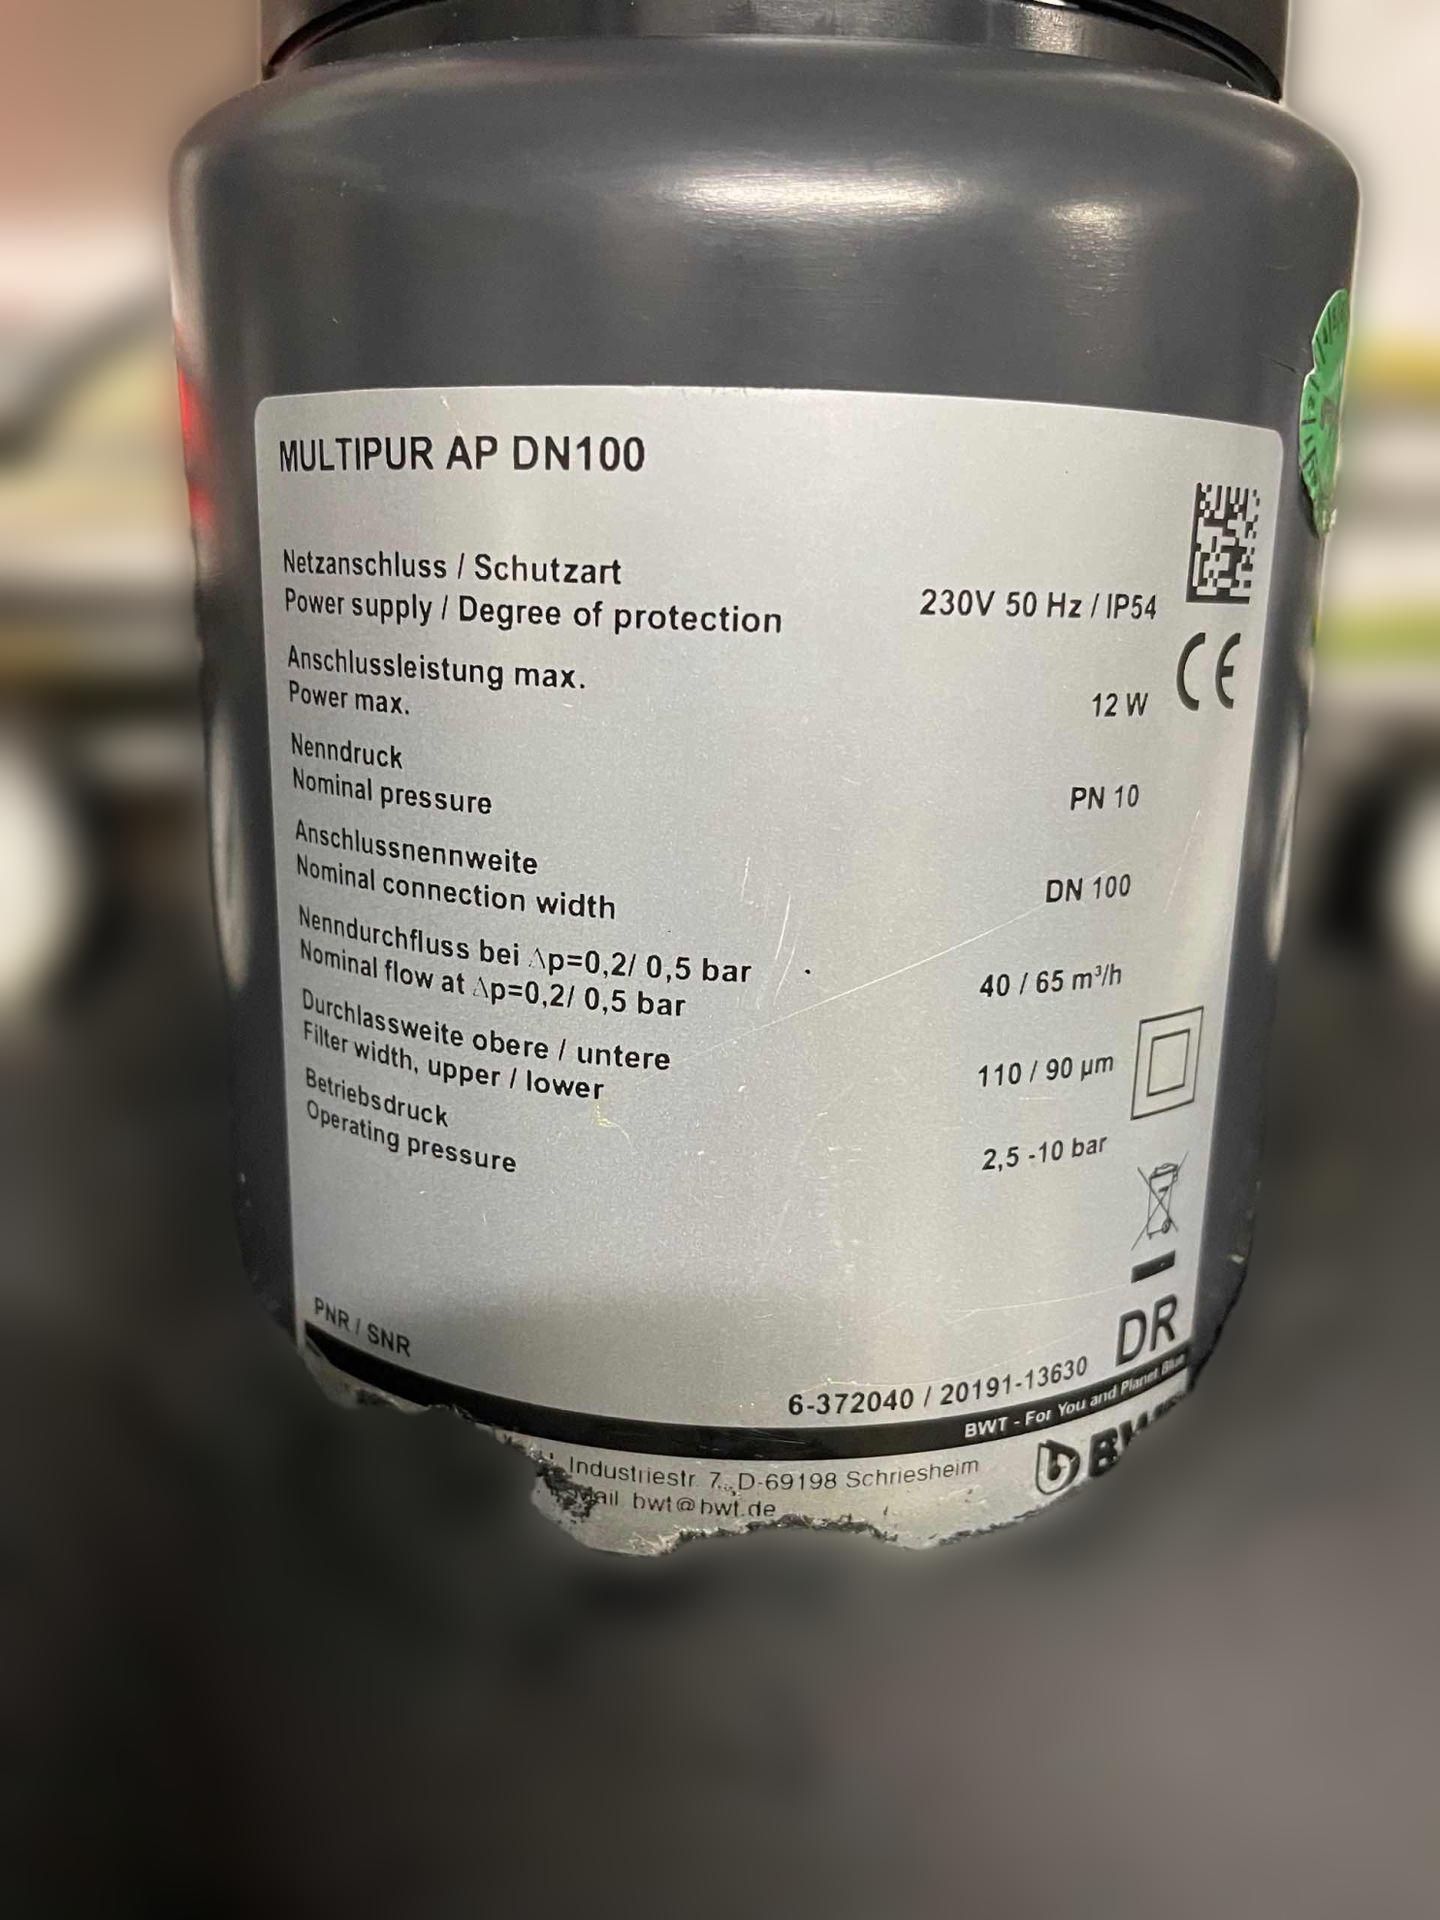 MULTIPUR AP DN100
Netzanschluss / Schutzart
Power supply / Degree of protection
230V 50 Hz / IP54
Anschlussleistung max.
Power max.
12 W
CE
Nenndruck
Nominal pressure
PN 10
Anschlussnennweite
Nominal connection width
DN 100
Nenndurchfluss bei Δp=0,2/ 0,5 bar
Nominal flow at Δp=0,2/ 0,5 bar
40 / 65 m³/h
Durchlassweite obere / untere
Filter width, upper / lower
110 / 90 µm
Betriebsdruck
Operating pressure
2,5 -10 bar
DR
PNR / SNR
6-372040 / 20191-13630
BWT - For You and Planet Blue
Industriestr. 7, D-69198 Schriesheim
bwt@bwt.de